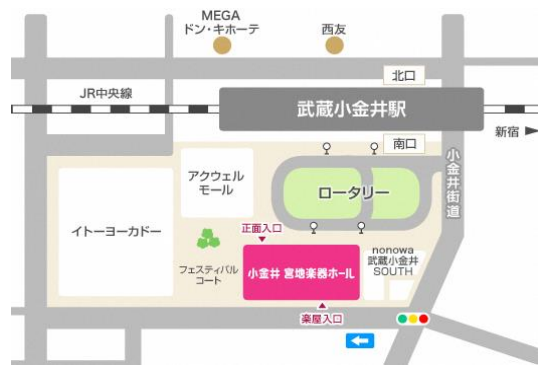 MEGA
ドン・キホーテ
西友
北口
JR中央線
武蔵小金井駅
新宿
南口
小金井街道
アクウェル
モール
ロータリー
イトーヨーカドー
正面入口
nonowa
武蔵小金井
SOUTH
フェスティバル
コート
小金井 宮地楽器ホール
楽屋入口